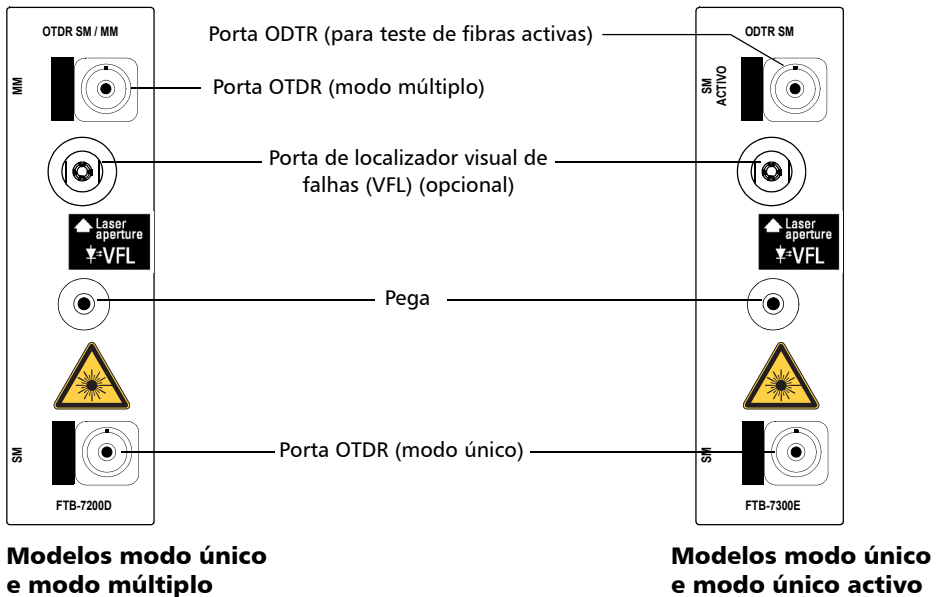 OTDR SM / MM
Porta ODTR (para teste de fibras activas)
ODTR SM
MM
Porta OTDR (modo múltiplo)
SM
ACTIVO
Porta de localizador visual de
falhas (VFL) (opcional)
Laser
aperture
VFL
Laser
aperture
VFL
Pega
SM
Porta OTDR (modo único)
SM
FTB-7200D
FTB-7300E
Modelos modo único
e modo múltiplo
Modelos modo único
e modo único activo